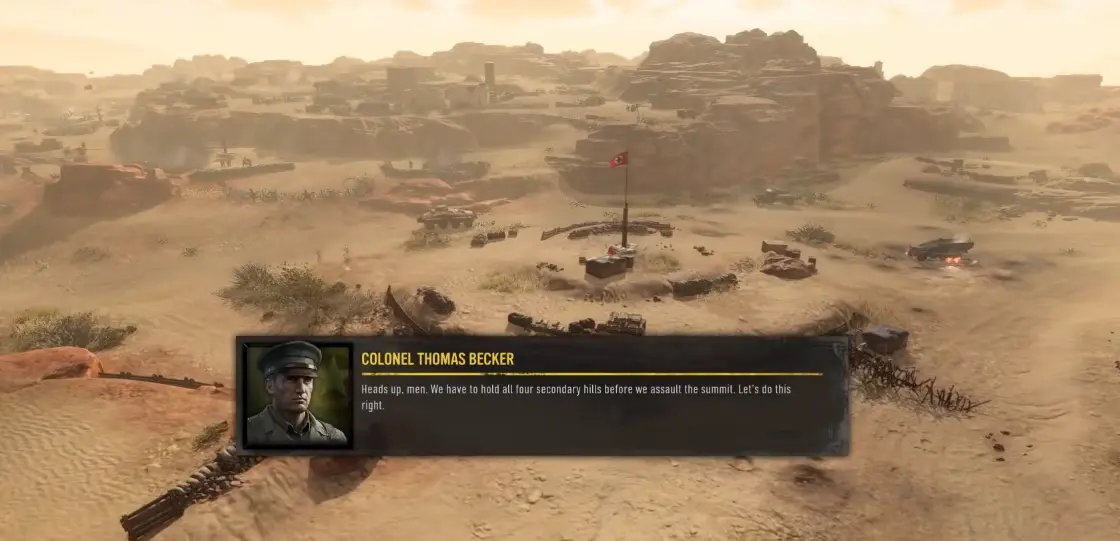 COLONEL THOMAS BECKER
Heads up, men. We have to hold all four secondary hills before we assault the summit. Let's do this
right.